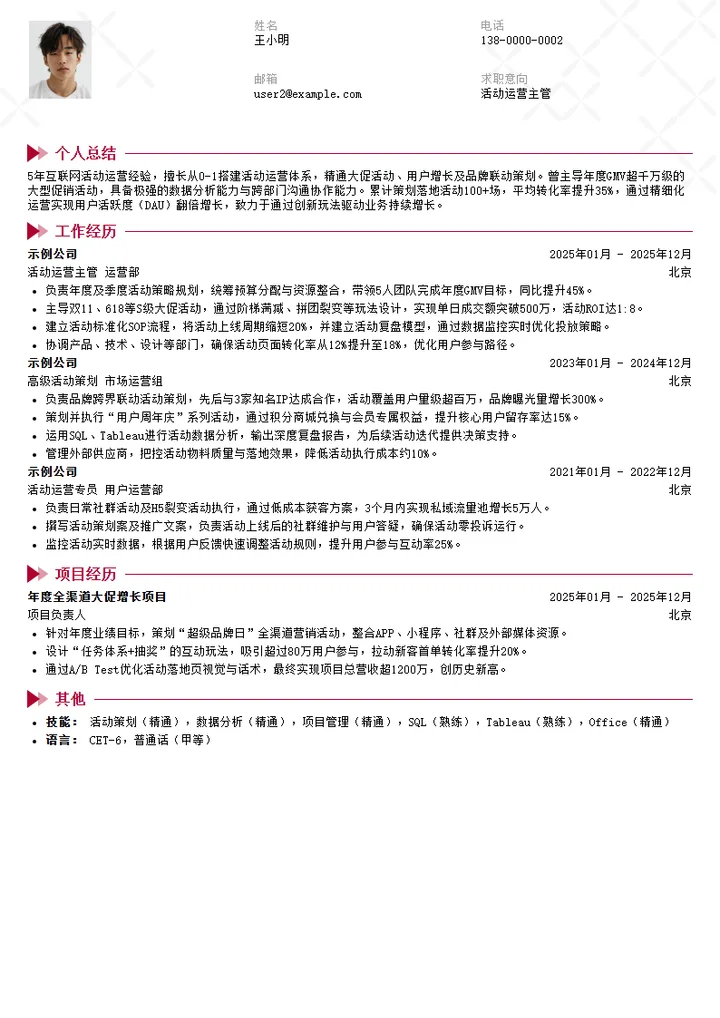 姓名
王小明
电话
138-0000-0002
邮箱
user2@example.com
求职意向
活动运营主管
个人总结
5年互联网活动运营经验，擅长从0-1搭建活动运营体系，精通大促活动、用户增长及品牌联动策划。曾主导年度GMV超千万级的
大型促销活动，具备极强的数据分析能力与跨部门沟通协作能力。累计策划落地活动100+场，平均转化率提升35%，通过精细化
运营实现用户活跃度（DAU）翻倍增长，致力于通过创新玩法驱动业务持续增长。
工作经历
示例公司 2025年01月 - 2025年12月
活动运营主管 运营部 北京
• 负责年度及季度活动策略规划，统筹预算分配与资源整合，带领5人团队完成年度GMV目标，同比提升45%。
• 主导双11、618等S级大促活动，通过阶梯满减、拼团裂变等玩法设计，实现单日成交额突破500万，活动ROI达1:8。
• 建立活动标准化SOP流程，将活动上线周期缩短20%，并建立活动复盘模型，通过数据监控实时优化投放策略。
• 协调产品、技术、设计等部门，确保活动页面转化率从12%提升至18%，优化用户参与路径。
示例公司 2023年01月 - 2024年12月
高级活动策划 市场运营组 北京
• 负责品牌跨界联动活动策划，先后与3家知名IP达成合作，活动覆盖用户量级超百万，品牌曝光量增长300%。
• 策划并执行“用户周年庆”系列活动，通过积分商城兑换与会员专属权益，提升核心用户留存率达15%。
• 运用SQL、Tableau进行活动数据分析，输出深度复盘报告，为后续活动迭代提供决策支持。
• 管理外部供应商，把控活动物料质量与落地效果，降低活动执行成本约10%。
示例公司 2021年01月 - 2022年12月
活动运营专员 用户运营部 北京
• 负责日常社群活动及H5裂变活动执行，通过低成本获客方案，3个月内实现私域流量池增长5万人。
• 撰写活动策划案及推广文案，负责活动上线后的社群维护与用户答疑，确保活动零投诉运行。
• 监控活动实时数据，根据用户反馈快速调整活动规则，提升用户参与互动率25%。
项目经历
年度全渠道大促增长项目 2025年01月 - 2025年12月
项目负责人 北京
• 针对年度业绩目标，策划“超级品牌日”全渠道营销活动，整合APP、小程序、社群及外部媒体资源。
• 设计“任务体系+抽奖”的互动玩法，吸引超过80万用户参与，拉动新客首单转化率提升20%。
• 通过A/B Test优化活动落地页视觉与话术，最终实现项目总营收超1200万，创历史新高。
其他
• 技能： 活动策划（精通），数据分析（精通），项目管理（精通），SQL（熟练），Tableau（熟练），Office（精通）
• 语言： CET-6，普通话（甲等）